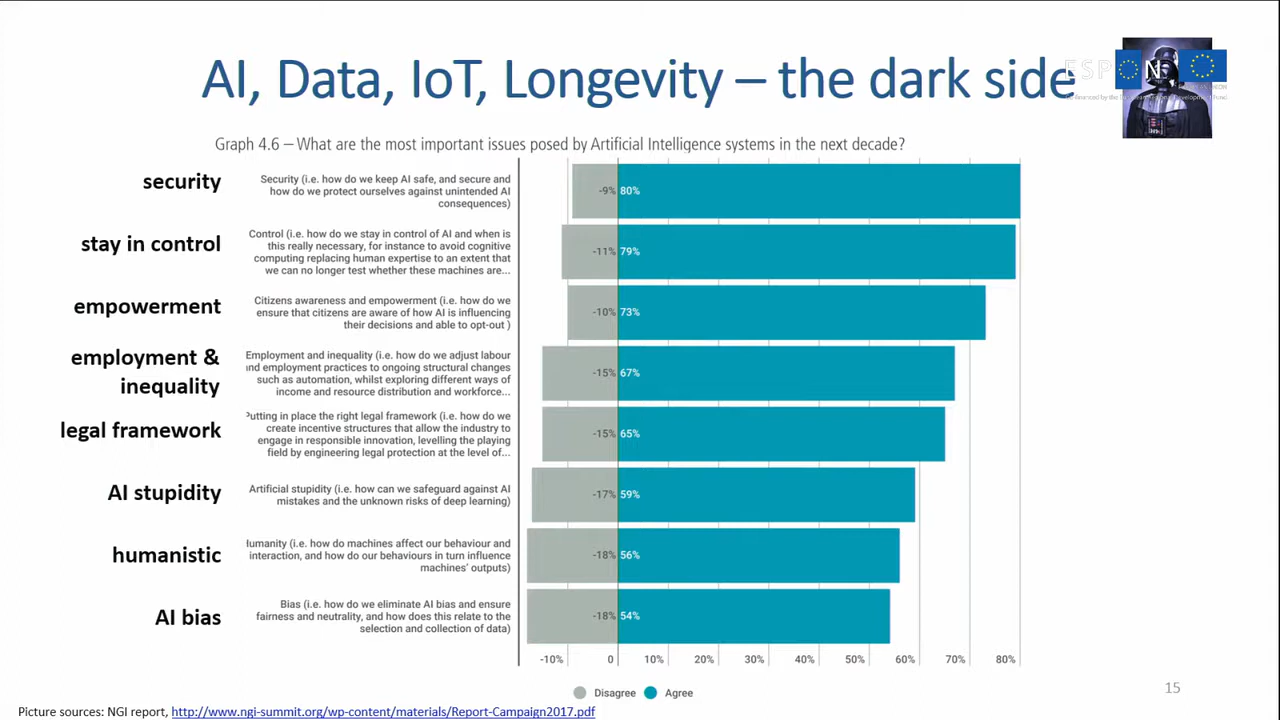 AI, Data, IoT, Longevity – the dark side
ESPON
Graph 4.6 – What are the most important issues posed by Artificial Intelligence systems in the next decade?
security
Security (i.e. how do we keep AI safe, and secure and
how do we protect ourselves against unintended AI
consequences)
-9% 80%
stay in control
Control (i.e. how do we stay in control of AI and when is
this really necessary, for instance to avoid cognitive
computing replacing human expertise to an extent that
we can no longer test whether these machines are...
-11% 79%
empowerment
Citizens awareness and empowerment (i.e. how do we
ensure that citizens are aware of how AI is influencing
their decisions and able to opt-out )
-10% 73%
employment &
inequality
Employment and inequality (i.e. how do we adjust labour
and employment practices to ongoing structural changes
such as automation, whilst exploring different ways of
income and resource distribution and workforce...
-15% 67%
legal framework
Putting in place the right legal framework (i.e. how do we
create incentive structures that allow the industry to
engage in responsible innovation, levelling the playing
field by engineering legal protection at the level of...
-15% 65%
AI stupidity
Artificial stupidity (i.e. how can we safeguard against AI
mistakes and the unknown risks of deep learning)
-17% 59%
humanistic
Humanity (i.e. how do machines affect our behaviour and
interaction, and how do our behaviours in turn influence
machines' outputs)
-18% 56%
AI bias
Bias (i.e. how do we eliminate AI bias and ensure
fairness and neutrality, and how does this relate to the
selection and collection of data)
-18% 54%
-10% 0 10% 20% 30% 40% 50% 60% 70% 80%
Disagree Agree
15
Picture sources: NGI report, http://www.ngi-summit.org/wp-content/materials/Report-Campaign2017.pdf